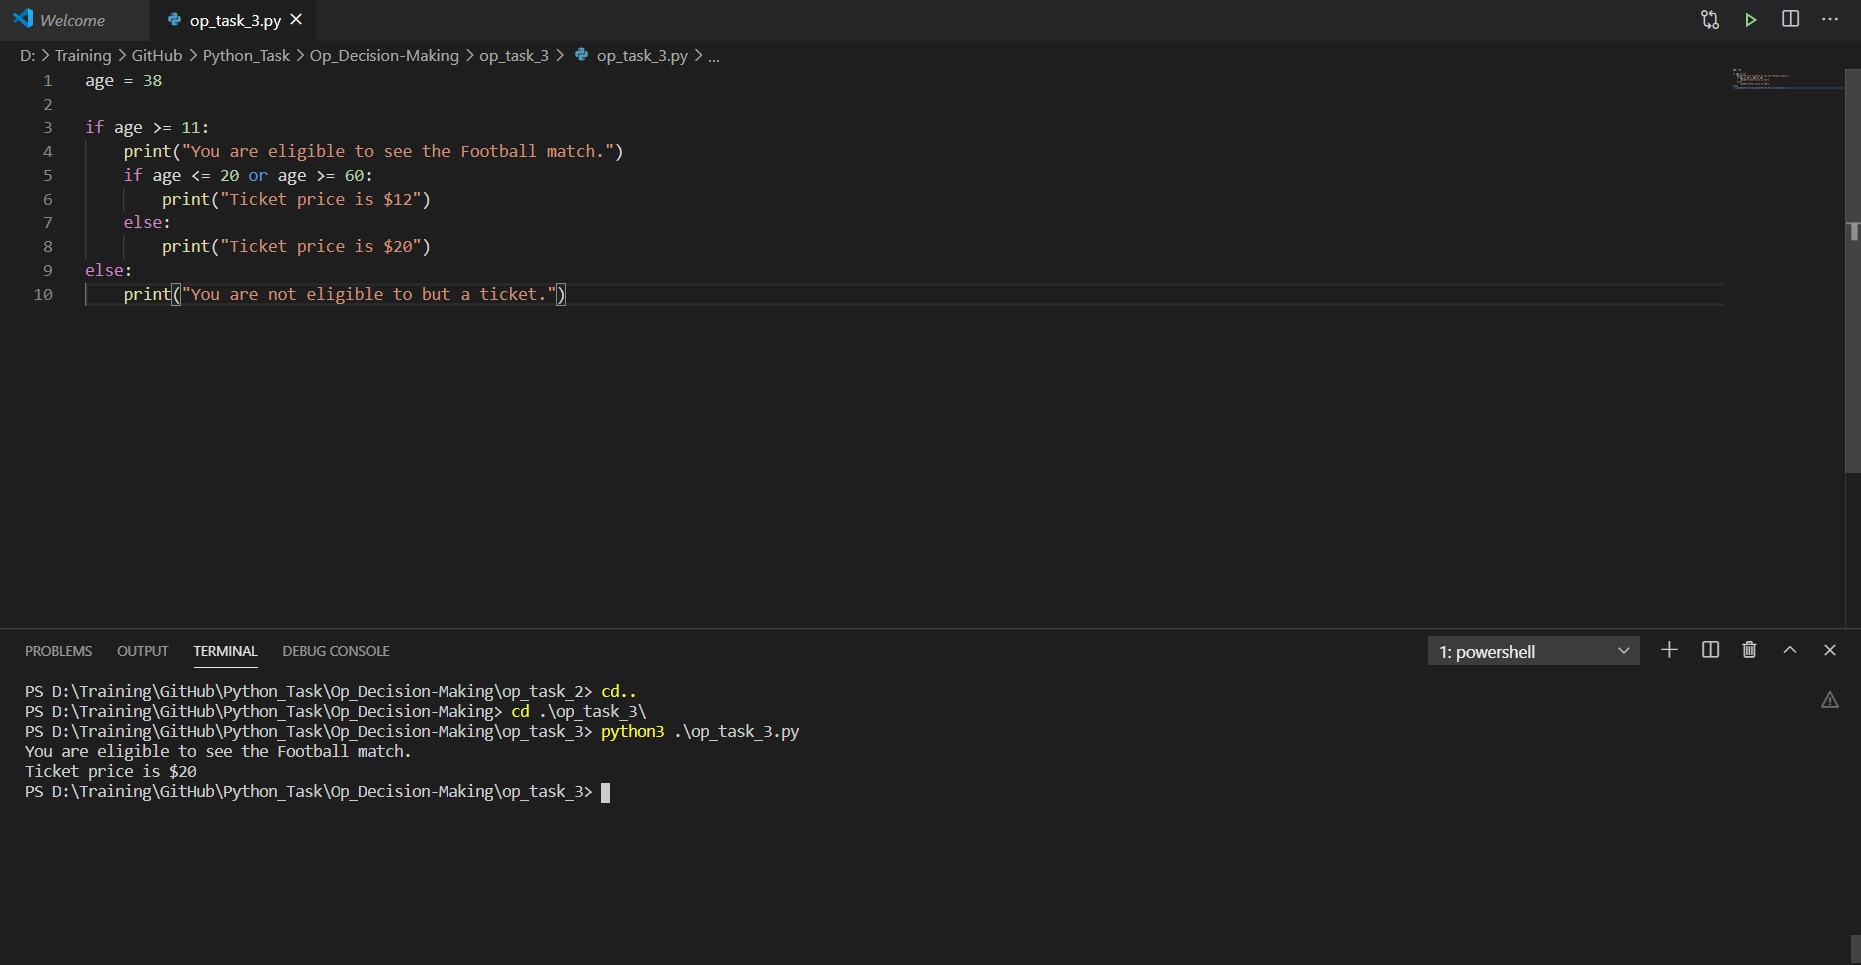 Welcome op_task_3.py
D: > Training > GitHub > Python_Task > Op_Decision-Making > op_task_3 > op_task_3.py > ...
1 age = 38
2
3 if age >= 11:
4     print("You are eligible to see the Football match.")
5     if age <= 20 or age >= 60:
6         print("Ticket price is $12")
7     else:
8         print("Ticket price is $20")
9 else:
10     print("You are not eligible to but a ticket.")
PROBLEMS OUTPUT TERMINAL DEBUG CONSOLE 1: powershell
PS D:\Training\GitHub\Python_Task\Op_Decision-Making\op_task_2> cd..
PS D:\Training\GitHub\Python_Task\Op_Decision-Making> cd .\op_task_3\
PS D:\Training\GitHub\Python_Task\Op_Decision-Making\op_task_3> python3 .\op_task_3.py
You are eligible to see the Football match.
Ticket price is $20
PS D:\Training\GitHub\Python_Task\Op_Decision-Making\op_task_3>